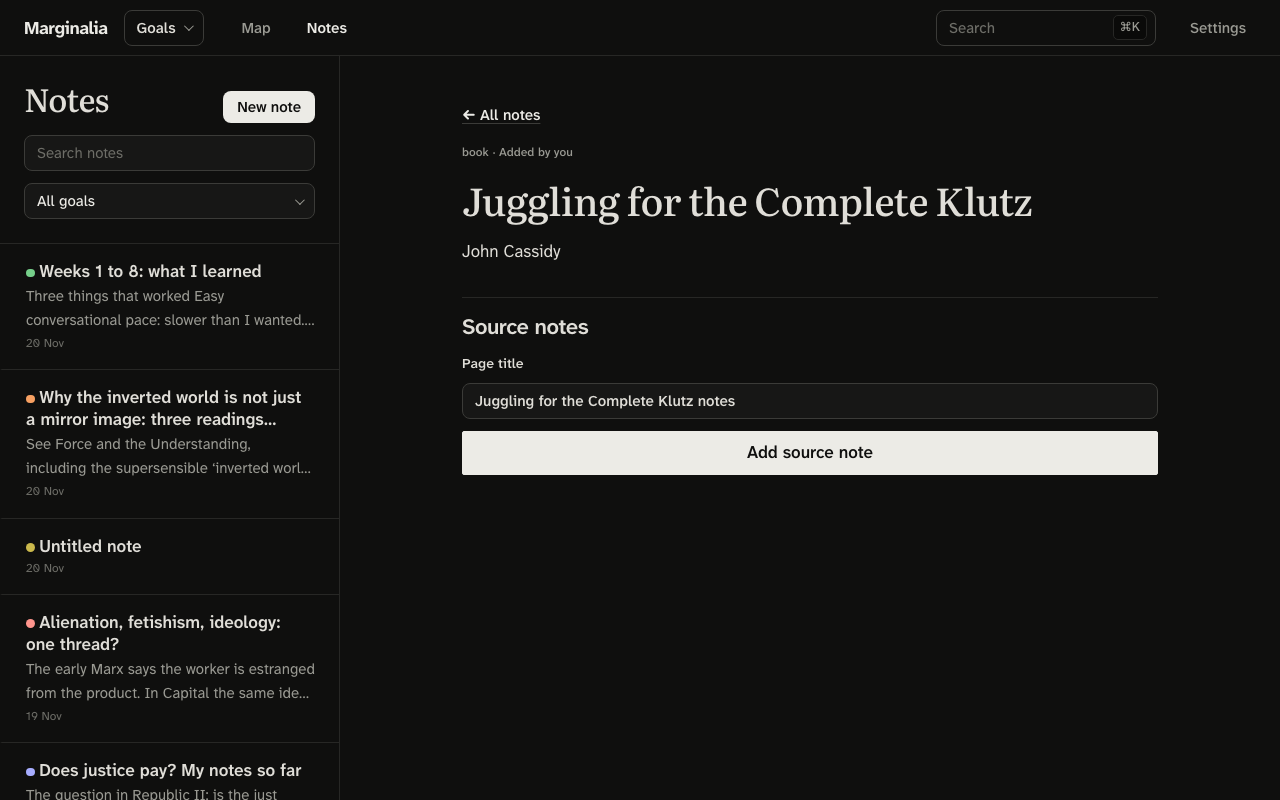 Marginalia
Goals
Map
Notes
Search
⌘K
Settings
Notes
New note
Search notes
All goals
Weeks 1 to 8: what I learned
Three things that worked Easy
conversational pace: slower than I wanted....
20 Nov
Why the inverted world is not just
a mirror image: three readings...
See Force and the Understanding,
including the supersensible ‘inverted worl...
20 Nov
Untitled note
20 Nov
Alienation, fetishism, ideology:
one thread?
The early Marx says the worker is estranged
from the product. In Capital the same ide...
19 Nov
Does justice pay? My notes so far
The question in Republic II: is the just
← All notes
book · Added by you
Juggling for the Complete Klutz
John Cassidy
Source notes
Page title
Juggling for the Complete Klutz notes
Add source note